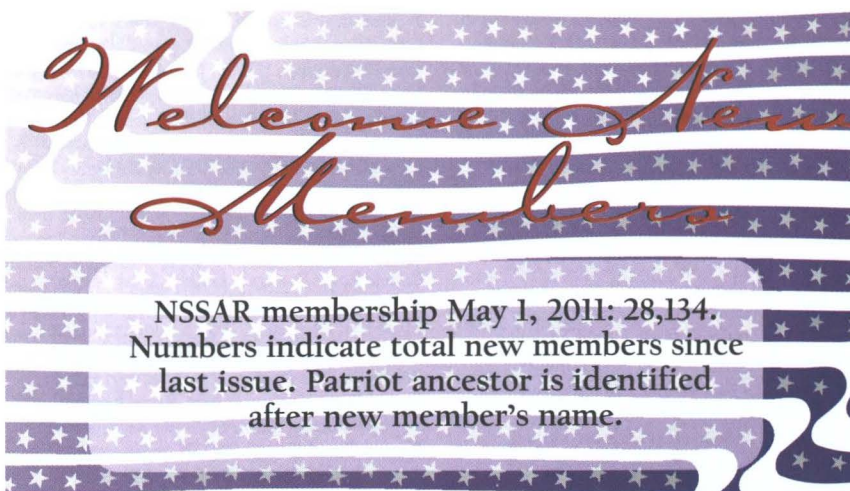 Welcome New
Members
NSSAR membership May 1, 2011: 28,134.
Numbers indicate total new members since
last issue. Patriot ancestor is identified
after new member's name.